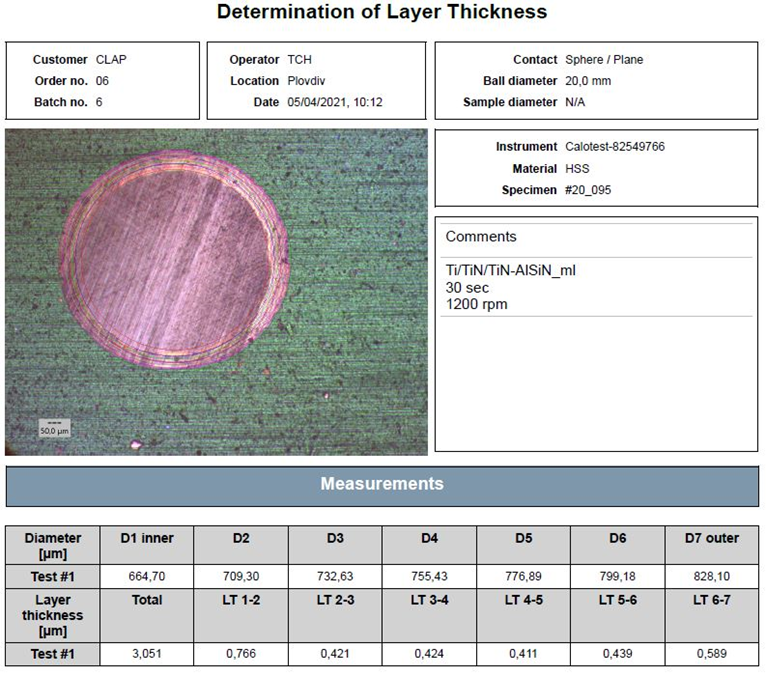 Determination of Layer Thickness
Customer CLAP
Order no. 06
Batch no. 6
Operator TCH
Location Plovdiv
Date 05/04/2021, 10:12
Contact Sphere / Plane
Ball diameter 20,0 mm
Sample diameter N/A
Instrument Calotest-82549766
Material HSS
Specimen #20_095
Comments
Ti/TiN/TiN-AlSiN_ml
30 sec
1200 rpm
50,0 µm
Measurements
Diameter [µm] D1 inner D2 D3 D4 D5 D6 D7 outer
Test #1 664,70 709,30 732,63 755,43 776,89 799,18 828,10
Layer thickness [µm] Total LT 1-2 LT 2-3 LT 3-4 LT 4-5 LT 5-6 LT 6-7
Test #1 3,051 0,766 0,421 0,424 0,411 0,439 0,589